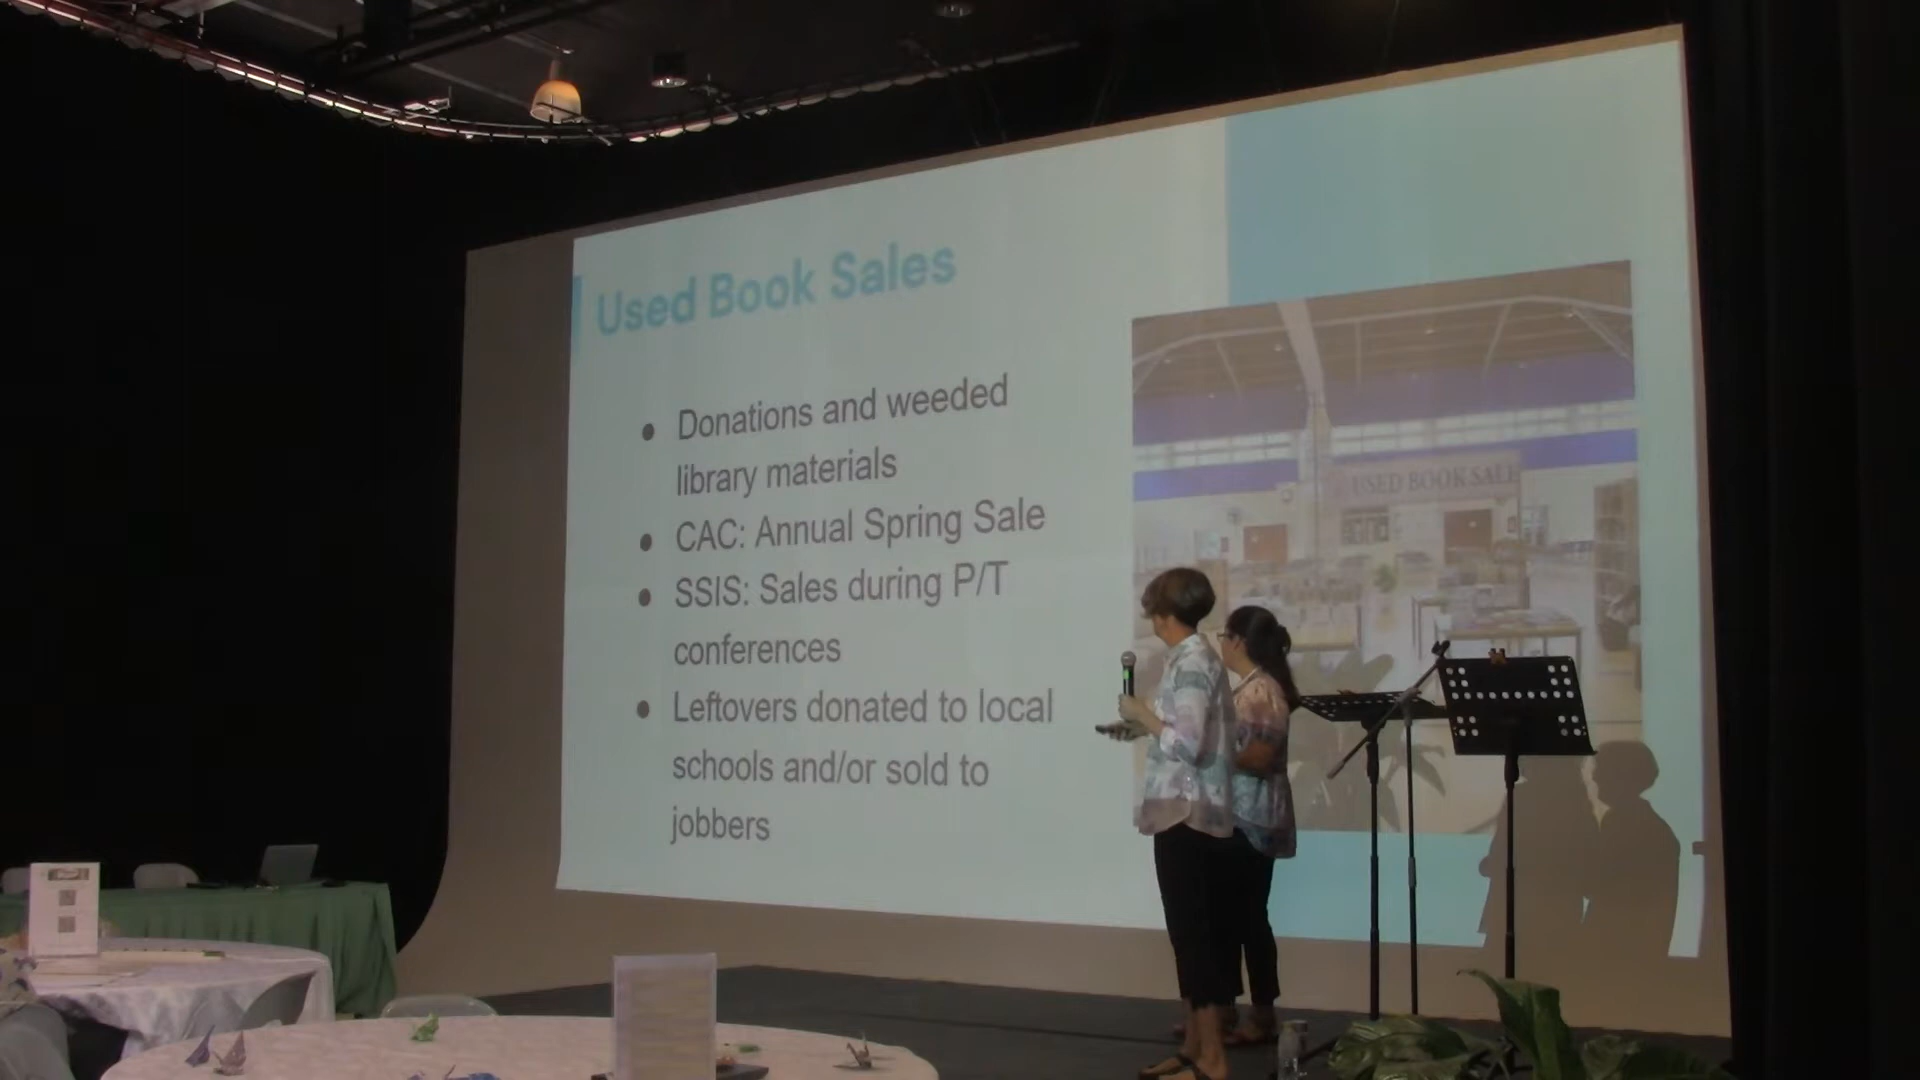 Used Book Sales
• Donations and weeded
library materials
• CAC: Annual Spring Sale
• SSIS: Sales during P/T
conferences
• Leftovers donated to local
schools and/or sold to
jobbers
USED BOOK SALE